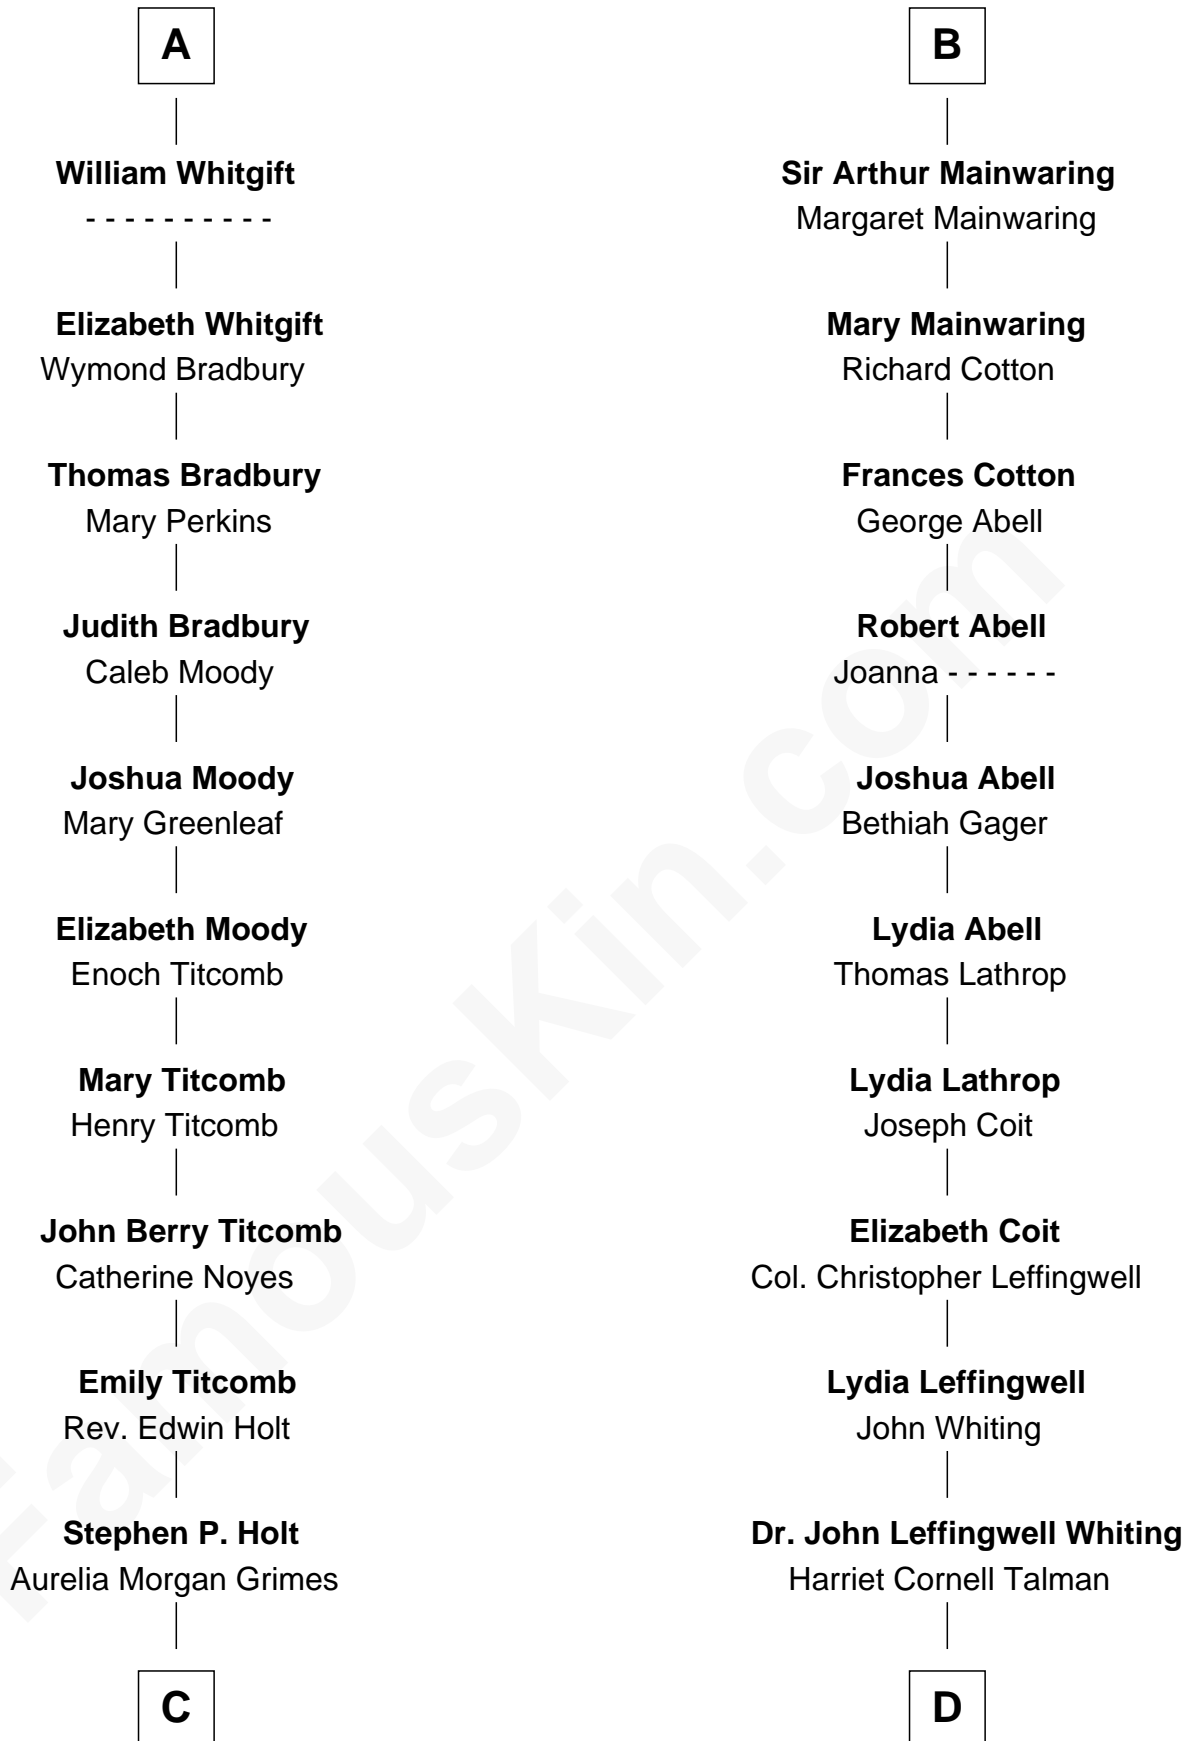 A
William Whitgift
- - - - - - - - - -
Elizabeth Whitgift
Wymond Bradbury
Thomas Bradbury
Mary Perkins
Judith Bradbury
Caleb Moody
Joshua Moody
Mary Greenleaf
Elizabeth Moody
Enoch Titcomb
Mary Titcomb
Henry Titcomb
John Berry Titcomb
Catherine Noyes
Emily Titcomb
Rev. Edwin Holt
Stephen P. Holt
Aurelia Morgan Grimes
C
B
Sir Arthur Mainwaring
Margaret Mainwaring
Mary Mainwaring
Richard Cotton
Frances Cotton
George Abell
Robert Abell
Joanna - - - - - -
Joshua Abell
Bethiah Gager
Lydia Abell
Thomas Lathrop
Lydia Lathrop
Joseph Coit
Elizabeth Coit
Col. Christopher Leffingwell
Lydia Leffingwell
John Whiting
Dr. John Leffingwell Whiting
Harriet Cornell Talman
D
FamousKin.com